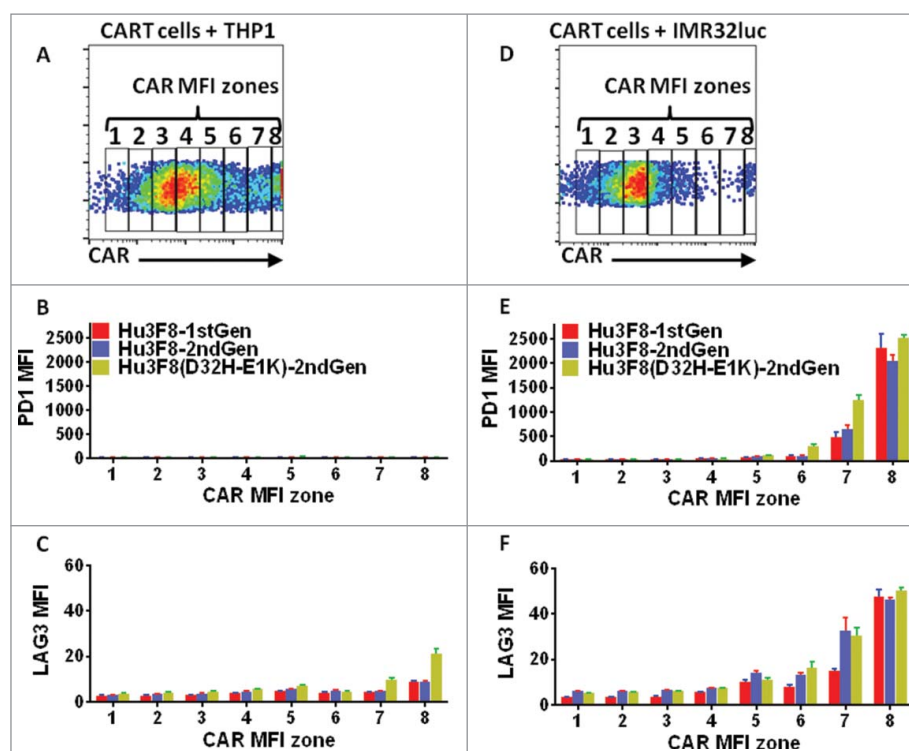 A
CART cells + THP1
CAR MFI zones
1 2 3 4 5 6 7 8
CAR
D
CART cells + IMR32luc
CAR MFI zones
1 2 3 4 5 6 7 8
CAR
B
Hu3F8-1stGen
Hu3F8-2ndGen
Hu3F8(D32H-E1K)-2ndGen
PD1 MFI
2500
2000
1500
1000
500
0
1 2 3 4 5 6 7 8
CAR MFI zone
E
Hu3F8-1stGen
Hu3F8-2ndGen
Hu3F8(D32H-E1K)-2ndGen
PD1 MFI
2500
2000
1500
1000
500
0
1 2 3 4 5 6 7 8
CAR MFI zone
C
LAG3 MFI
60
40
20
0
1 2 3 4 5 6 7 8
CAR MFI zone
F
LAG3 MFI
60
40
20
0
1 2 3 4 5 6 7 8
CAR MFI zone